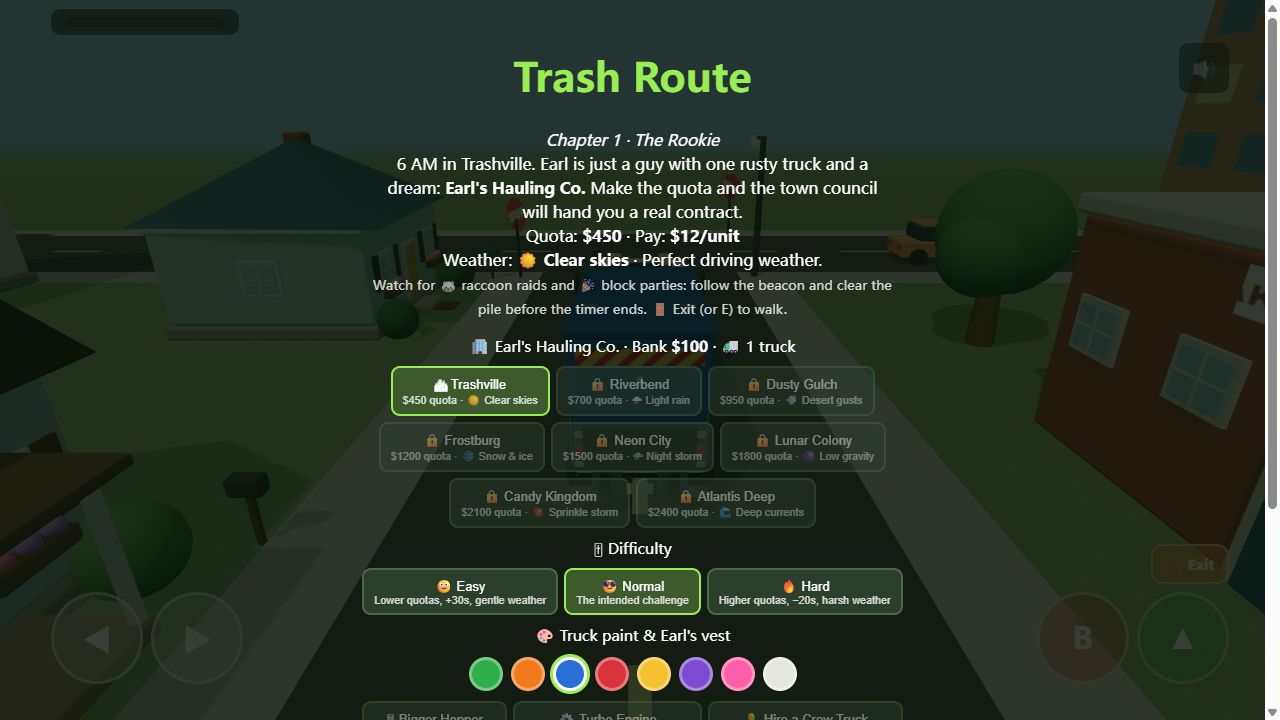 Trash Route
Chapter 1 · The Rookie
6 AM in Trashville. Earl is just a guy with one rusty truck and a
dream: Earl's Hauling Co. Make the quota and the town council
will hand you a real contract.
Quota: $450 · Pay: $12/unit
Weather: Clear skies · Perfect driving weather.
Watch for raccoon raids and block parties: follow the beacon and clear the
pile before the timer ends. Exit (or E) to walk.
Earl's Hauling Co. · Bank $100 · 1 truck
Trashville
$450 quota · Clear skies
Riverbend
$700 quota · Light rain
Dusty Gulch
$950 quota · Desert gusts
Frostburg
$1200 quota · Snow & ice
Neon City
$1500 quota · Night storm
Lunar Colony
$1800 quota · Low gravity
Candy Kingdom
$2100 quota · Sprinkle storm
Atlantis Deep
$2400 quota · Deep currents
Difficulty
Easy
Lower quotas, +30s, gentle weather
Normal
The intended challenge
Hard
Higher quotas, −20s, harsh weather
Exit
B
Truck paint & Earl's vest
Bigger Hopper
Turbo Engine
Hire a Crew Truck